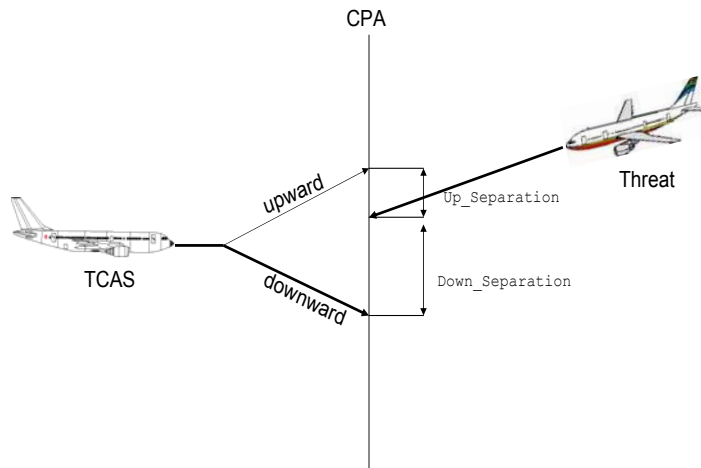 CPA
upward
Up_Separation
Threat
TCAS
downward
Down_Separation